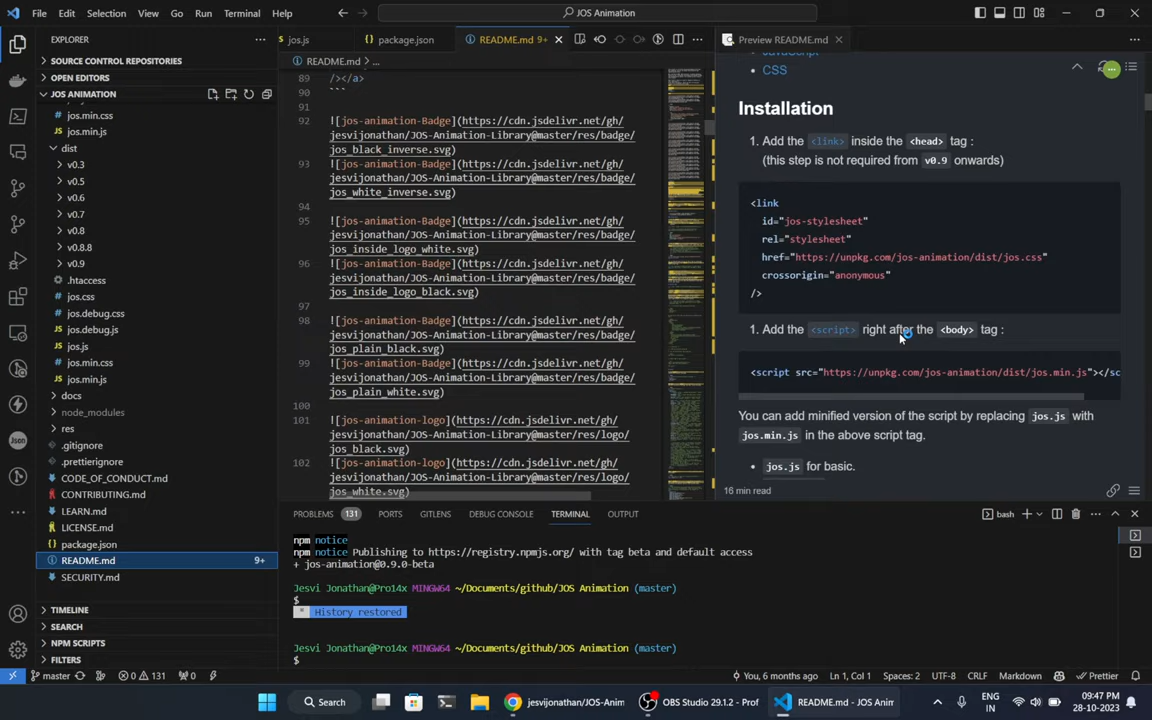 File Edit Selection View Go Run Terminal Help
JOS Animation
EXPLORER
SOURCE CONTROL REPOSITORIES
OPEN EDITORS
JOS ANIMATION
jos.min.css
jos.min.js
dist
v0.3
v0.5
v0.6
v0.7
v0.8
v0.8.8
v0.9
.htaccess
jos.css
jos.debug.css
jos.debug.js
jos.js
jos.min.css
jos.min.js
docs
node_modules
res
.gitignore
.prettierignore
CODE_OF_CONDUCT.md
CONTRIBUTING.md
LEARN.md
LICENSE.md
package.json
README.md 9+
SECURITY.md
TIMELINE
SEARCH
NPM SCRIPTS
FILTERS
jos.js
package.json
README.md 9+
README.md > ...
89
/></a>
90 ```
91
92 ![jos-animation-Badge](https://cdn.jsdelivr.net/gh/
jesvijonathan/JOS-Animation-Library@master/res/badge/
jos_black_inverse.svg)
93 ![jos-animation-Badge](https://cdn.jsdelivr.net/gh/
jesvijonathan/JOS-Animation-Library@master/res/badge/
jos_white_inverse.svg)
94
95 ![jos-animation-Badge](https://cdn.jsdelivr.net/gh/
jesvijonathan/JOS-Animation-Library@master/res/badge/
jos_inside_logo_white.svg)
96 ![jos-animation-Badge](https://cdn.jsdelivr.net/gh/
jesvijonathan/JOS-Animation-Library@master/res/badge/
jos_inside_logo_black.svg)
97
98 ![jos-animation-Badge](https://cdn.jsdelivr.net/gh/
jesvijonathan/JOS-Animation-Library@master/res/badge/
jos_plain_black.svg)
99 ![jos-animation-Badge](https://cdn.jsdelivr.net/gh/
jesvijonathan/JOS-Animation-Library@master/res/badge/
jos_plain_white.svg)
100
101 ![jos-animation-logo](https://cdn.jsdelivr.net/gh/
jesvijonathan/JOS-Animation-Library@master/res/logo/
jos_black.svg)
102 ![jos-animation-logo](https://cdn.jsdelivr.net/gh/
jesvijonathan/JOS-Animation-Library@master/res/logo/
jos_white.svg)
Preview README.md
JavaScript
CSS
Installation
1. Add the <link> inside the <head> tag :
(this step is not required from v0.9 onwards)
<link
id="jos-stylesheet"
rel="stylesheet"
href="https://unpkg.com/jos-animation/dist/jos.css"
crossorigin="anonymous"
/>
1. Add the <script> right after the <body> tag :
<script src="https://unpkg.com/jos-animation/dist/jos.min.js"></sc
You can add minified version of the script by replacing jos.js with
jos.min.js in the above script tag.
jos.js for basic.
16 min read
PROBLEMS 131 PORTS GITLENS DEBUG CONSOLE TERMINAL OUTPUT
bash
npm notice
npm notice Publishing to https://registry.npmjs.org/ with tag beta and default access
+ jos-animation@0.9.0-beta
Jesvi Jonathan@Pro14x MINGW64 ~/Documents/github/JOS Animation (master)
$
* History restored
Jesvi Jonathan@Pro14x MINGW64 ~/Documents/github/JOS Animation (master)
$
master 0 131 0 You, 6 months ago Ln 1, Col 1 Spaces: 2 UTF-8 CRLF Markdown Prettier
Search
jesvijonathan/JOS-Anim
OBS Studio 29.1.2 - Prof
README.md - JOS Anim
ENG
IN
09:47 PM
28-10-2023